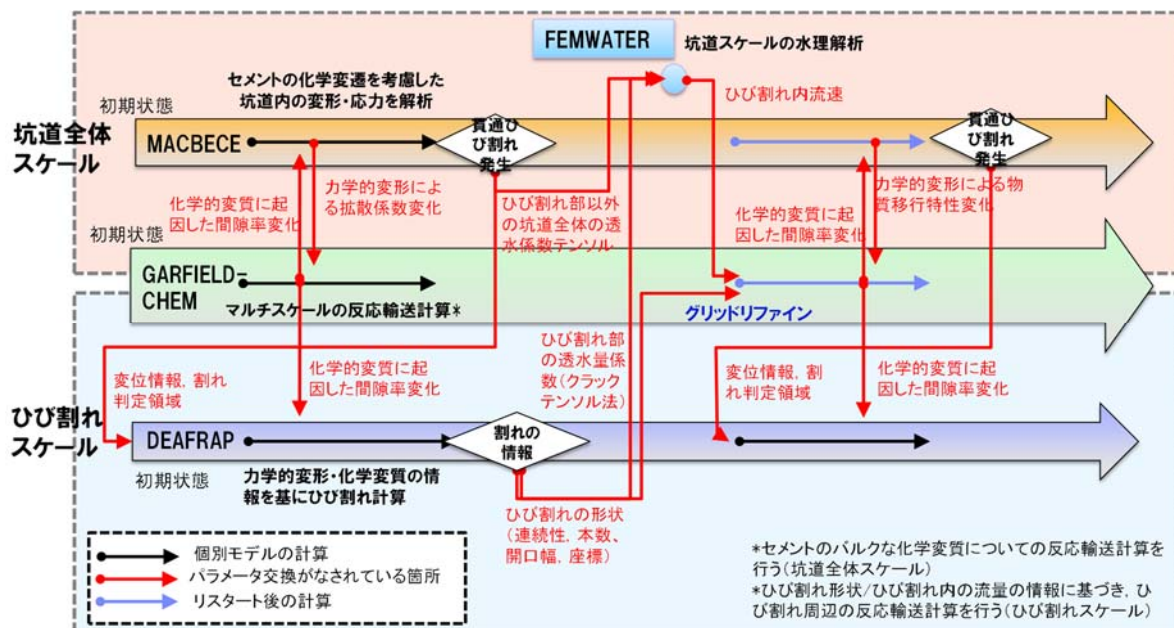 FEMWATER
坑道スケールの水理解析
セメントの化学変遷を考慮した
坑道内の変形・応力を解析
初期状態
ひび割れ内流速
坑道全体
スケール
MACBECE
貫通ひ
び割れ
発生
貫通ひ
び割れ
発生
化学的変質に起
因した間隙率変化
力学的変形によ
る拡散係数変化
ひび割れ部以外
の坑道全体の透
水係数テンソル
化学的変質に起
因した間隙率変化
力学的変形による物
質移行特性変化
初期状態
GARFIELD-
CHEM
マルチスケールの反応輸送計算*
グリッドリファイン
変位情報, 割れ
判定領域
化学的変質に起
因した間隙率変化
ひび割れ部
の透水量係
数(クラック
テンソル法)
変位情報, 割
れ判定領域
化学的変質に起
因した間隙率変化
ひび割れ
スケール
DEAFRAP
割れの
情報
初期状態
力学的変形・化学変質の情
報を基にひび割れ計算
ひび割れの形状
(連続性, 本数、
開口幅, 座標)
個別モデルの計算
パラメータ交換がなされている箇所
リスタート後の計算
*セメントのバルクな化学変質についての反応輸送計算を
行う(坑道全体スケール)
*ひび割れ形状/ひび割れ内の流量の情報に基づき, ひ
び割れ周辺の反応輸送計算を行う(ひび割れスケール)